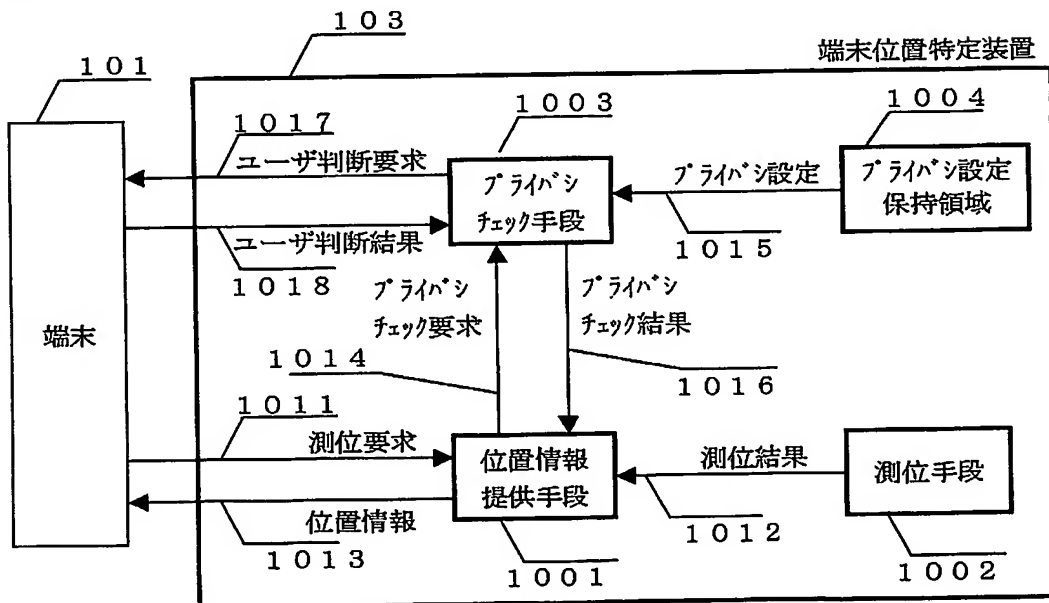 103
端末位置特定装置
101
1017
ユーザ判断要求
1003
1004
プライバシ
チェック手段
プライバシ設定
プライバシ設定
保持領域
ユーザ判断結果
1018
1015
端末
プライバシ
チェック要求
プライバシ
チェック結果
1014
1016
1011
測位要求
位置情報
提供手段
測位結果
測位手段
位置情報
1013
1001
1012
1002